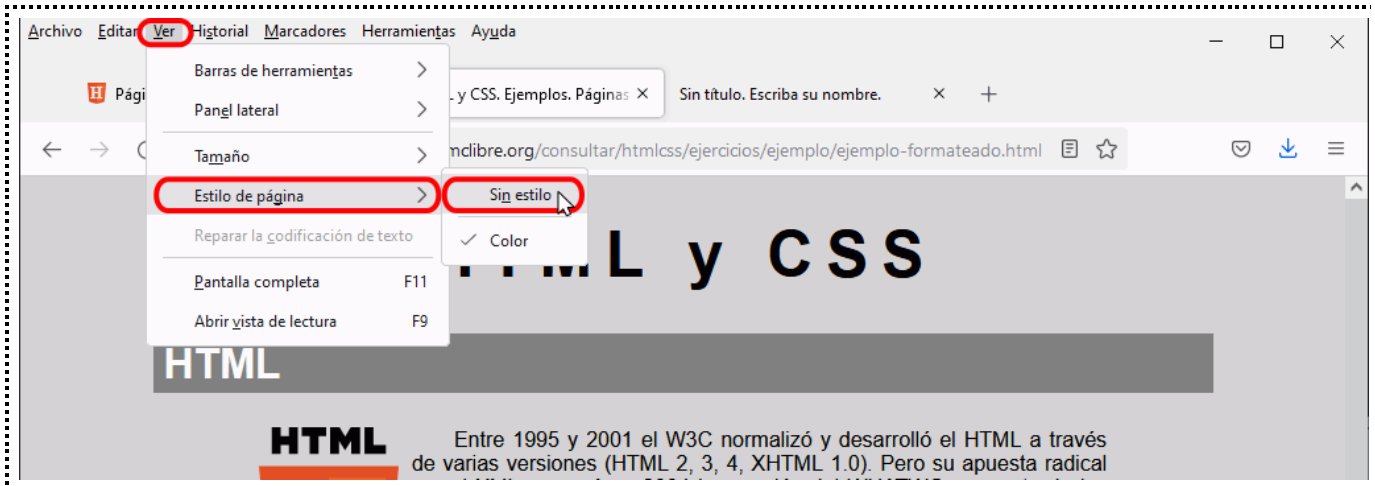 Archivo Editar Ver Historial Marcadores Herramientas Ayuda
Barras de herramientas
Pági
y CSS. Ejemplos. Páginas
Sin título. Escriba su nombre.
Panel lateral
Tamaño
mclibre.org/consultar/htmlcss/ejercicios/ejemplo/ejemplo-formateado.html
Estilo de página
Sin estilo
Reparar la codificación de texto
Color
HTML y CSS
Pantalla completa F11
Abrir vista de lectura F9
HTML
HTML
Entre 1995 y 2001 el W3C normalizó y desarrolló el HTML a través
de varias versiones (HTML 2, 3, 4, XHTML 1.0). Pero su apuesta radical